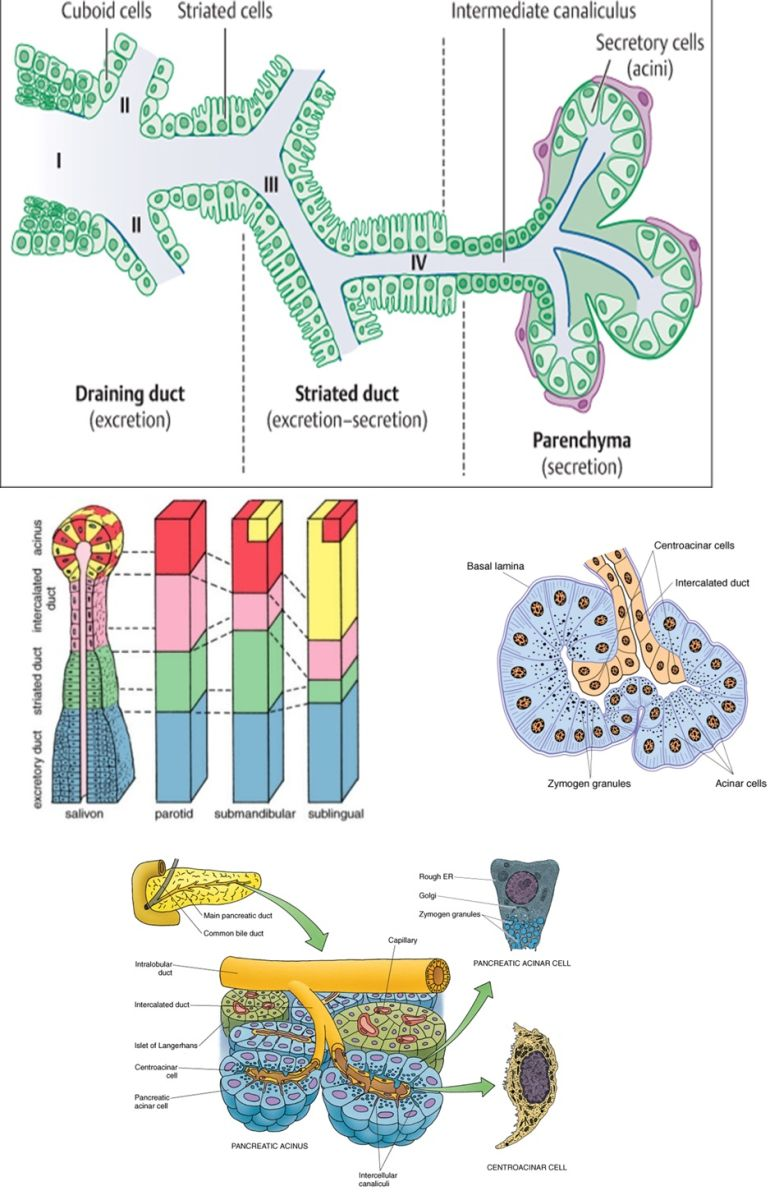 Cuboid cells
Striated cells
Intermediate canaliculus
Secretory cells
(acini)
II
I
III
II
IV
Draining duct
(excretion)
Striated duct
(excretion–secretion)
Parenchyma
(secretion)
acinus
intercalated
duct
striated duct
excretory duct
salivon
parotid
submandibular
sublingual
Basal lamina
Centroacinar cells
Intercalated duct
Zymogen granules
Acinar cells
Main pancreatic duct
Common bile duct
Capillary
Intralobular
duct
Intercalated duct
Islet of Langerhans
Centroacinar
cell
Pancreatic
acinar cell
PANCREATIC ACINUS
Intercellular
canaliculi
Rough ER
Golgi
Zymogen granules
PANCREATIC ACINAR CELL
CENTROACINAR CELL